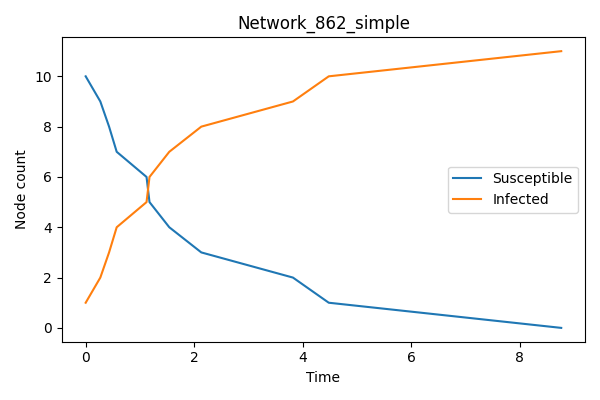 Network_862_simple
Node count
10
8
6
4
2
0
Susceptible
Infected
0 2 4 6 8
Time